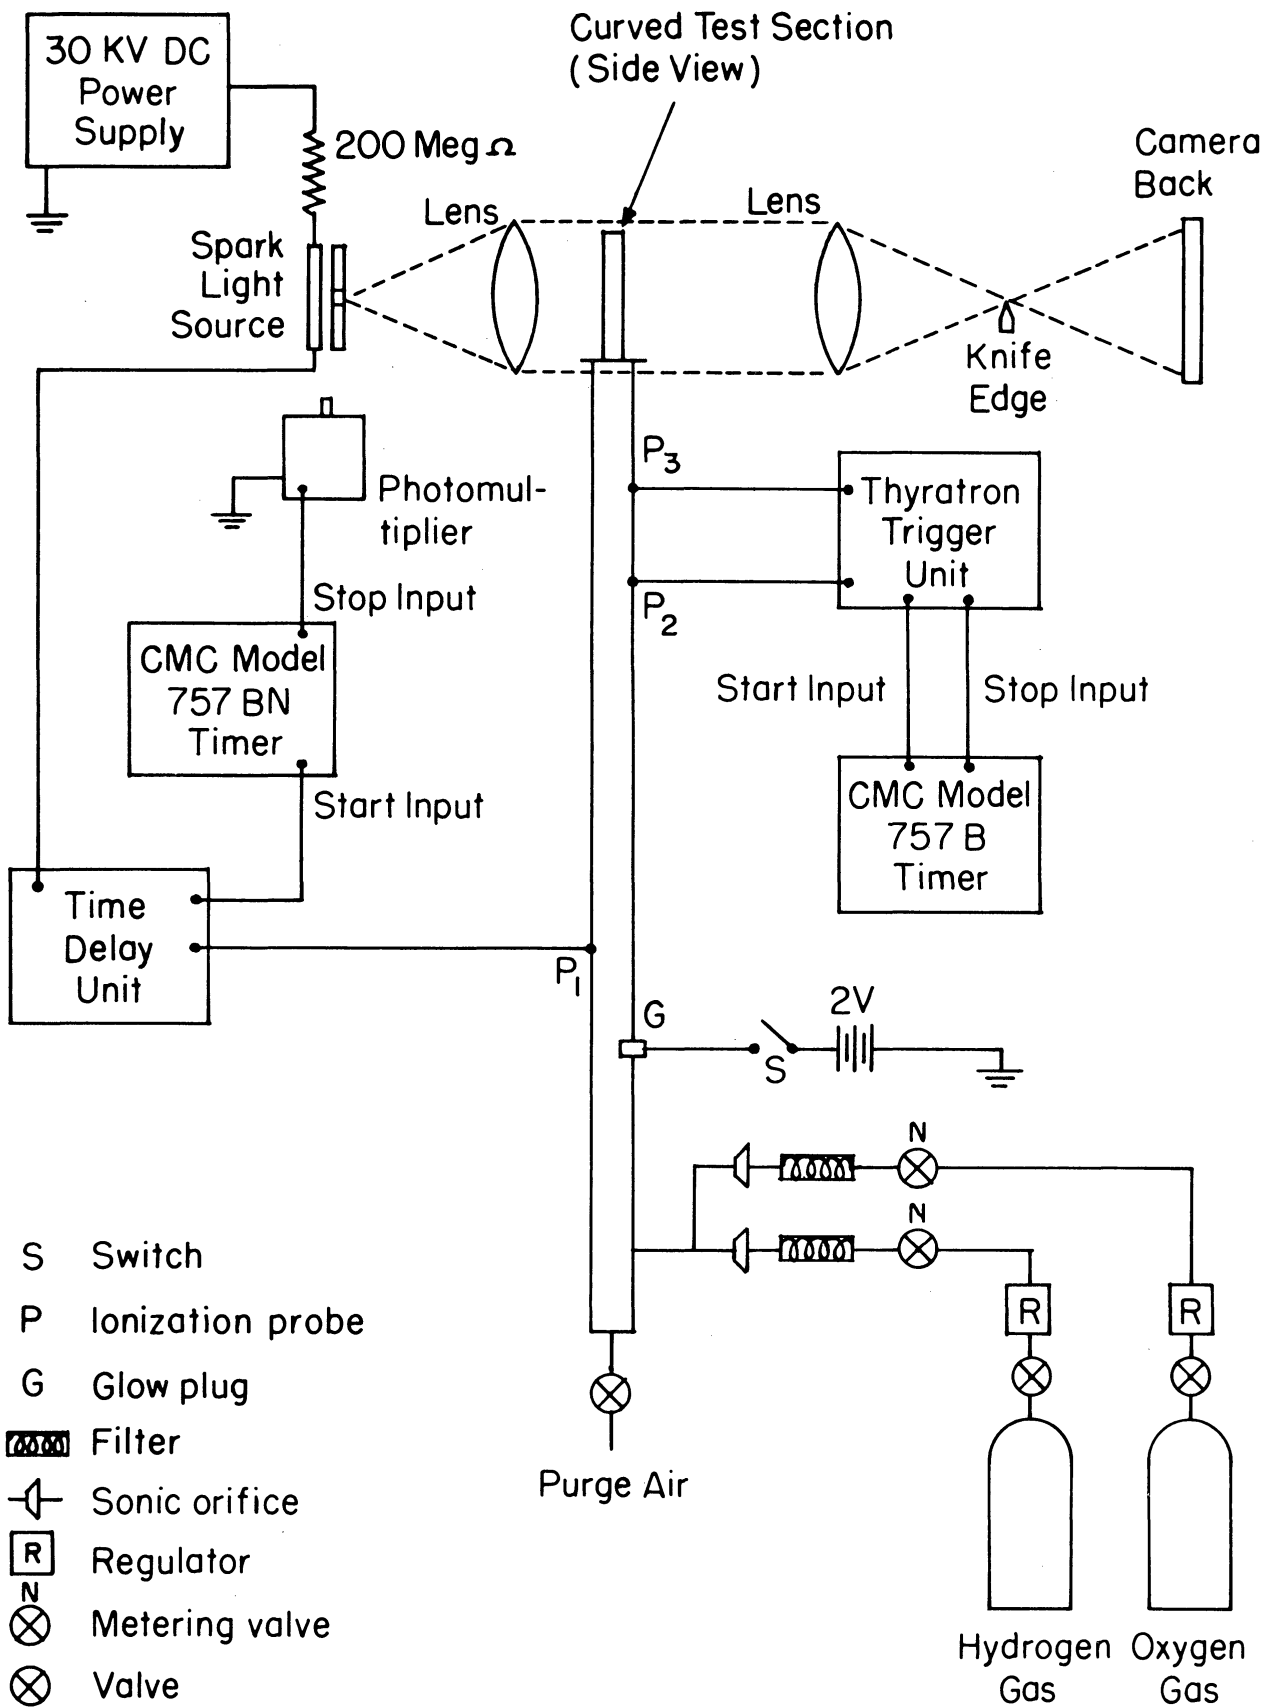 30 KV DC
Power
Supply
200 Meg Ω
Curved Test Section
(Side View)
Camera
Back
Lens
Lens
Spark
Light
Source
Knife
Edge
P3
Photomul-
tiplier
Thyratron
Trigger
Unit
Stop Input
P2
CMC Model
757 BN
Timer
Start Input
Stop Input
Start Input
CMC Model
757 B
Timer
Time
Delay
Unit
P1
G
2V
S
N
N
R
R
S Switch
P Ionization probe
G Glow plug
Filter
Sonic orifice
R Regulator
N
Metering valve
Valve
Purge Air
Hydrogen
Gas
Oxygen
Gas